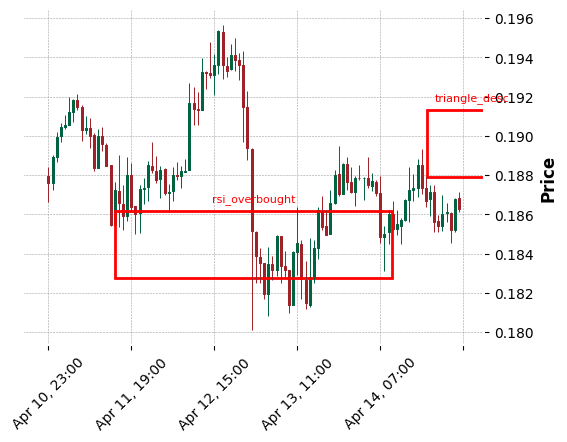 0.196
0.194
triangle_desc
0.192
0.190
0.188
rsi_overbought
0.186
0.184
0.182
0.180
Price
Apr 10, 23:00
Apr 11, 19:00
Apr 12, 15:00
Apr 13, 11:00
Apr 14, 07:00